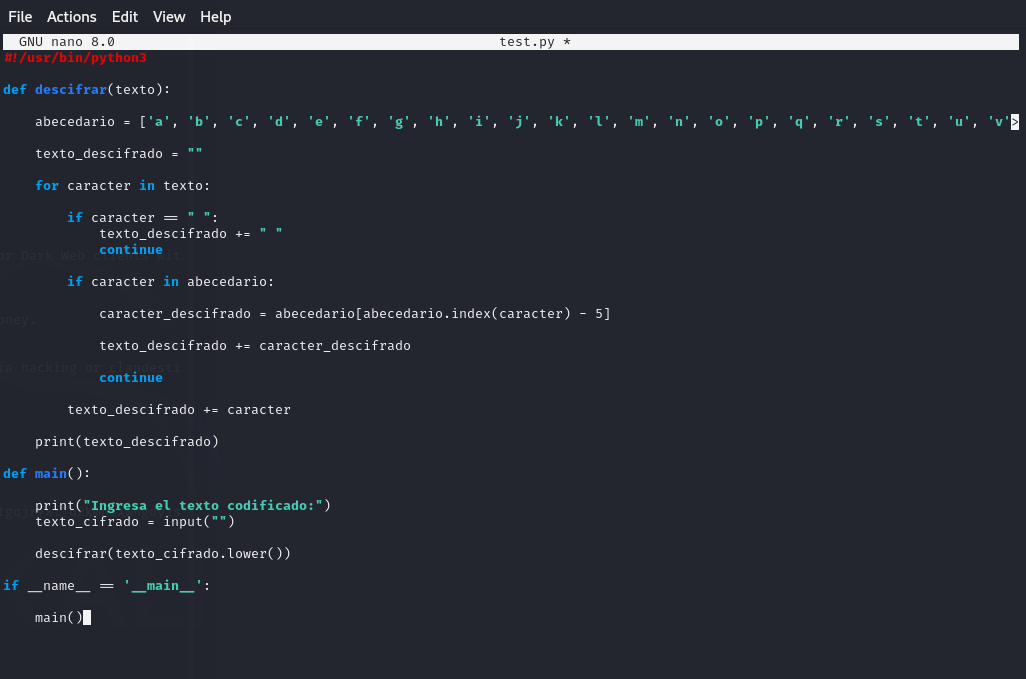 File Actions Edit View Help
GNU nano 8.0 test.py *
#!/usr/bin/python3
def descifrar(texto):
    abecedario = ['a', 'b', 'c', 'd', 'e', 'f', 'g', 'h', 'i', 'j', 'k', 'l', 'm', 'n', 'o', 'p', 'q', 'r', 's', 't', 'u', 'v'>
    texto_descifrado = ""
    for caracter in texto:
        if caracter == " ":
            texto_descifrado += " "
            continue
        if caracter in abecedario:
            caracter_descifrado = abecedario[abecedario.index(caracter) - 5]
            texto_descifrado += caracter_descifrado
            continue
        texto_descifrado += caracter
    print(texto_descifrado)
def main():
    print("Ingresa el texto codificado:")
    texto_cifrado = input("")
    descifrar(texto_cifrado.lower())
if __name__ == '__main__':
    main()